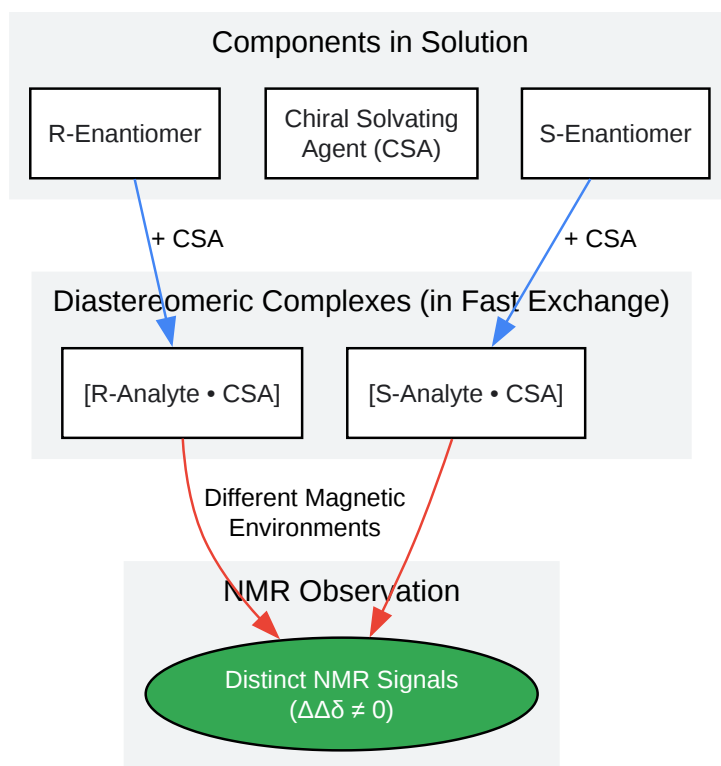 Components in Solution
R-Enantiomer
Chiral Solvating
Agent (CSA)
S-Enantiomer
+ CSA
+ CSA
Diastereomeric Complexes (in Fast Exchange)
[R-Analyte • CSA]
[S-Analyte • CSA]
Different Magnetic
Environments
NMR Observation
Distinct NMR Signals
(ΔΔδ ≠ 0)